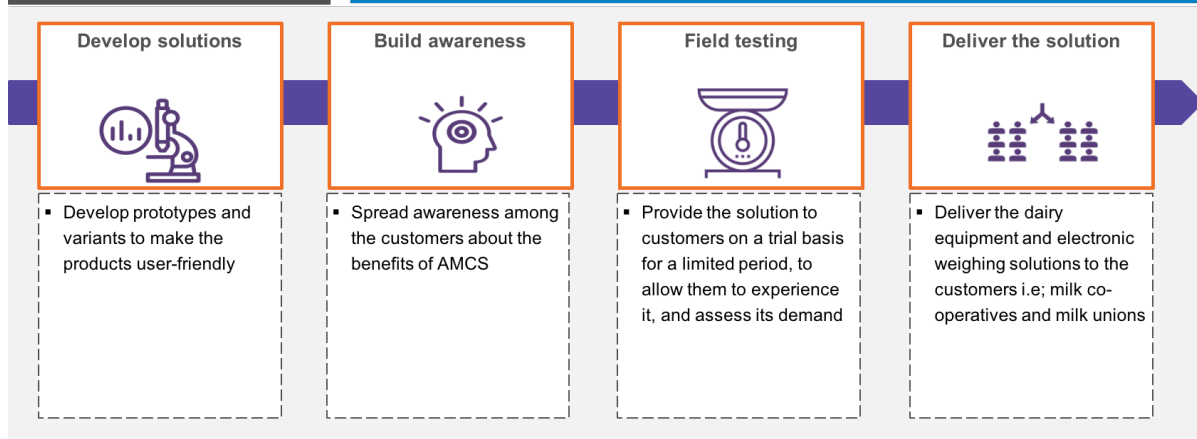 Develop solutions
Build awareness
Field testing
Deliver the solution
▪ Develop prototypes and
variants to make the
products user-friendly
▪ Spread awareness among
the customers about the
benefits of AMCS
▪ Provide the solution to
customers on a trial basis
for a limited period, to
allow them to experience
it, and assess its demand
▪ Deliver the dairy
equipment and electronic
weighing solutions to the
customers i.e; milk co-
operatives and milk unions